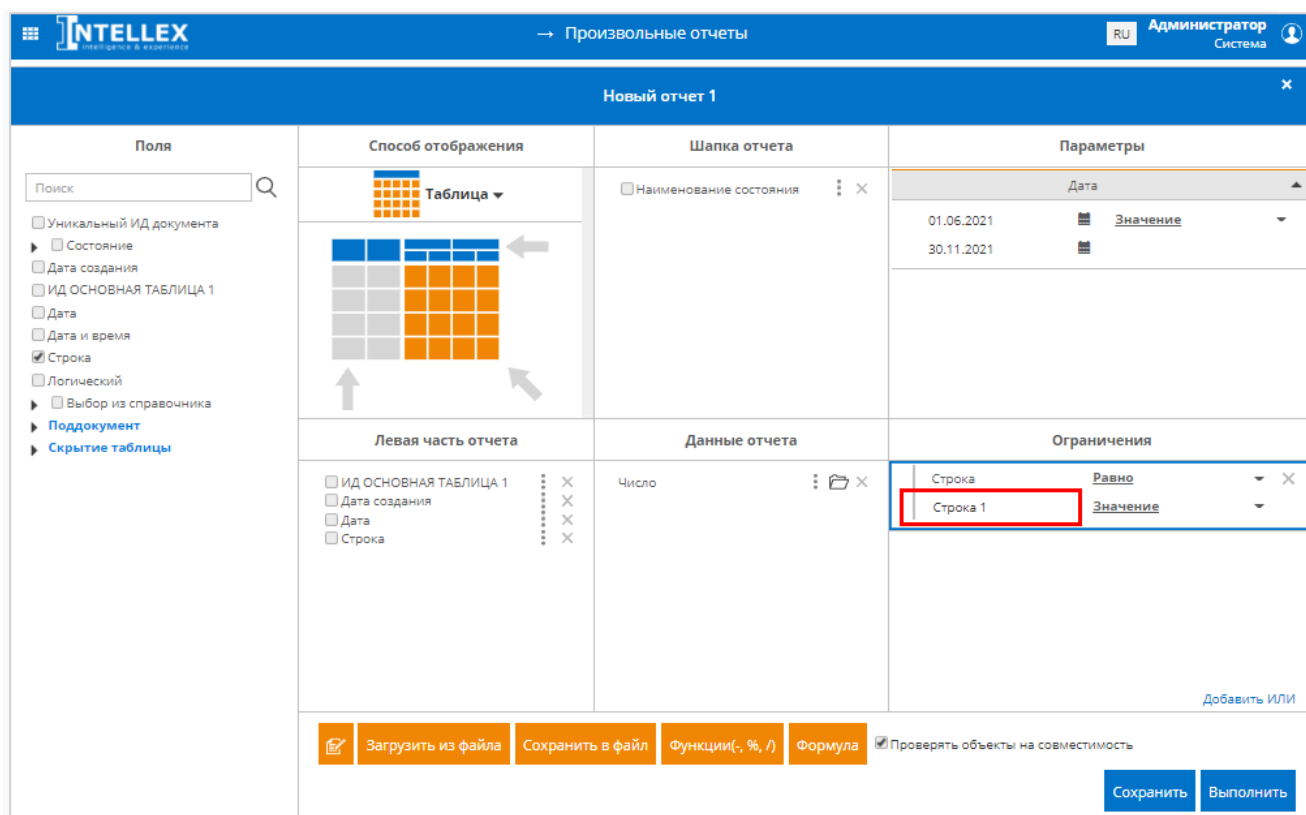 INTELLEX
intelligence & experience
→ Произвольные отчеты
RU
Администратор
Система
Новый отчет 1
Поля
Поиск
Уникальный ИД документа
Состояние
Дата создания
ИД ОСНОВНАЯ ТАБЛИЦА 1
Дата
Дата и время
Строка
Логический
Выбор из справочника
Поддокумент
Скрытие таблицы
Способ отображения
Таблица
Шапка отчета
Наименование состояния
Параметры
Дата
01.06.2021 Значение
30.11.2021
Левая часть отчета
ИД ОСНОВНАЯ ТАБЛИЦА 1
Дата создания
Дата
Строка
Данные отчета
Число
Ограничения
Строка Равно
Строка 1 Значение
Добавить ИЛИ
Загрузить из файла Сохранить в файл Функции(-, %, /) Формула Проверять объекты на совместимость
Сохранить Выполнить